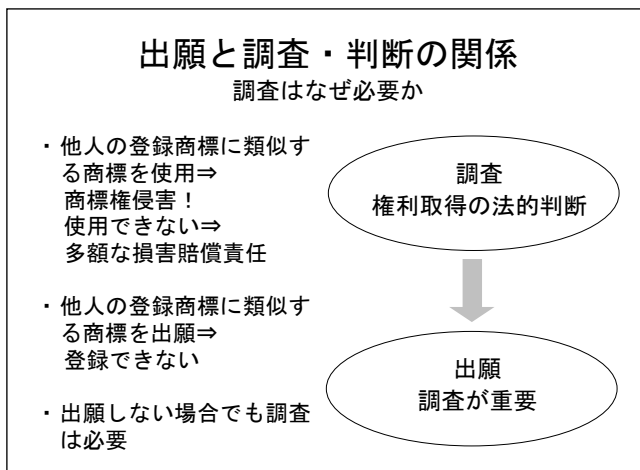 出願と調査・判断の関係
調査はなぜ必要か
・他人の登録商標に類似す
る商標を使用⇒
商標権侵害！
使用できない⇒
多額な損害賠償責任
・他人の登録商標に類似す
る商標を出願⇒
登録できない
・出願しない場合でも調査
は必要
調査
権利取得の法的判断
出願
調査が重要